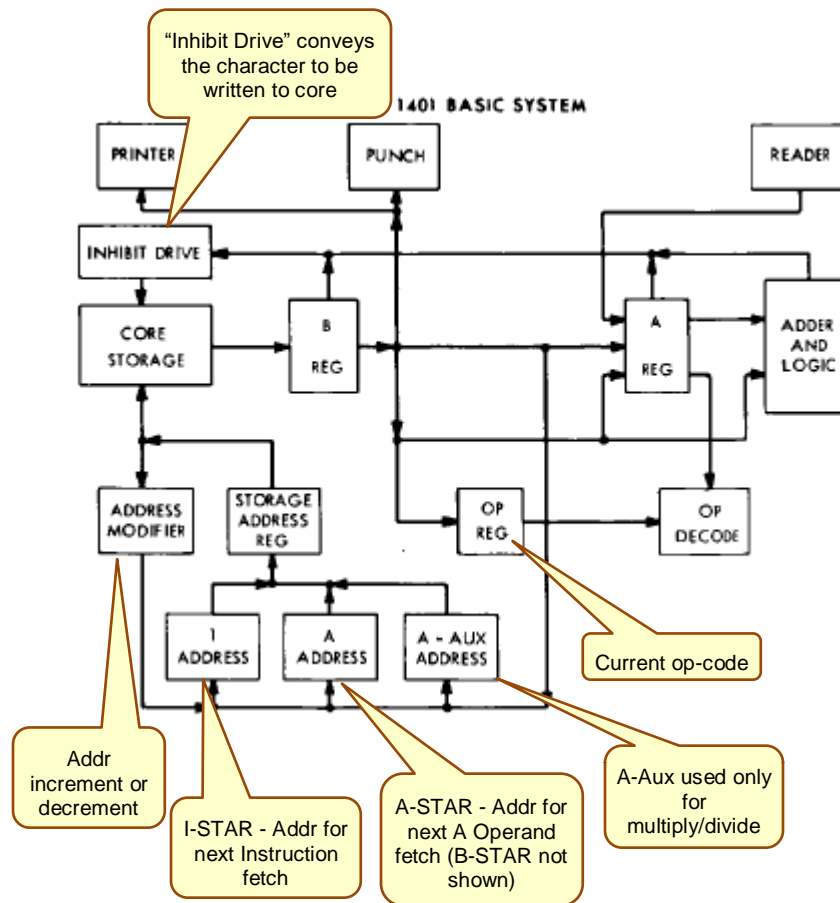 “Inhibit Drive” conveys
the character to be
written to core
1401 BASIC SYSTEM
PRINTER
PUNCH
READER
INHIBIT DRIVE
CORE
STORAGE
B
REG
A
REG
ADDER
AND
LOGIC
ADDRESS
MODIFIER
STORAGE
ADDRESS
REG
OP
REG
OP
DECODE
I
ADDRESS
A
ADDRESS
A - AUX
ADDRESS
Current op-code
Addr
increment or
decrement
I-STAR - Addr for
next Instruction
fetch
A-STAR - Addr for
next A Operand
fetch (B-STAR not
shown)
A-Aux used only
for
multiply/divide